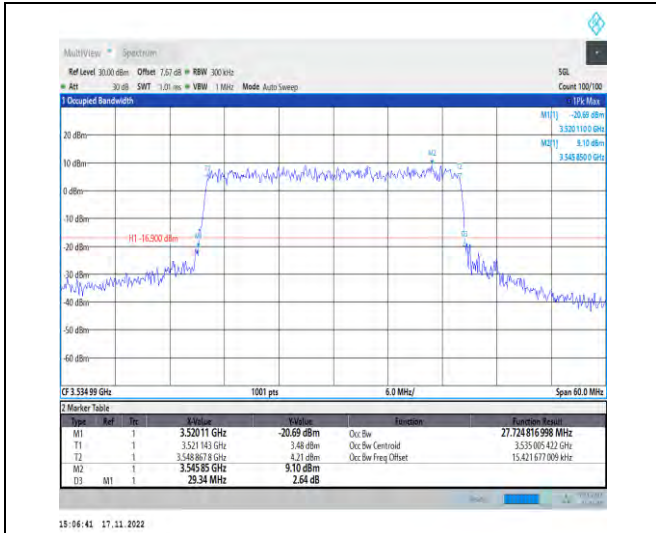 MultiView Spectrum
Ref Level 30.00 dBm Offset 7.57 dB RBW 300 kHz SGL
Att 30 dB SWT 1.01 ms VBW 1 MHz Mode Auto Sweep Count 100/100
1 Occupied Bandwidth 1Pk Max
M1[1] -20.69 dBm
3.520 110 0 GHz
M2[1] 9.10 dBm
3.545 850 0 GHz
20 dBm
M2
10 dBm
T1
T2
0 dBm
-10 dBm
H1 -16.900 dBm
D3
-20 dBm
-30 dBm
-40 dBm
-50 dBm
-60 dBm
CF 3.534 99 GHz 1001 pts 6.0 MHz/ Span 60.0 MHz
2 Marker Table
Type Ref Trc X-Value Y-Value Function Function Result
M1 1 3.52011 GHz -20.69 dBm Occ Bw 27.724 816 998 MHz
T1 1 3.521 143 GHz 3.48 dBm Occ Bw Centroid 3.535 005 422 GHz
T2 1 3.548 867 8 GHz 4.21 dBm Occ Bw Freq Offset 15.421 677 009 kHz
M2 1 3.545 85 GHz 9.10 dBm
D3 M1 1 29.34 MHz 2.64 dB
15:06:41 17.11.2022